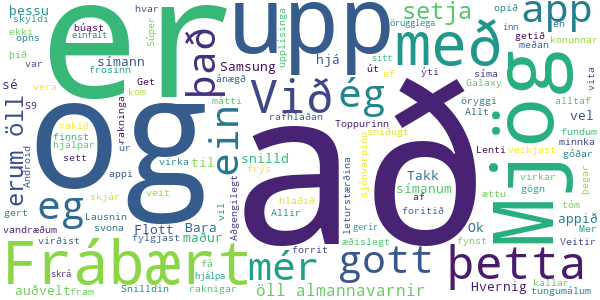 hvar er upp með setja app
bessu ekki búast einfalt Súper símann það hjá Samsung sitt út ef ýti inn getið opið en meðan
skyldi þið opns var frosinn sé Get Við ég síma Galaxy öryggi Allt alltaf vita konunnar
örugglega upplisinga ánægð kom mátti rafhlaðan
vera rakninga og ein Toppurinn að Mjög vel
öll erum S9 Android rakið finnst hjálpar sett
eg ur appi virka til snilld sniðugt sjónvarpinu Takk símanum Lenti minnka góðar fundum veikjast
vandræðum gert Lausnin svona skjár veit Aðgengilegt frys hlaðið leturstærðina af foritið appið virkar gögn ættu tóm þegar
virðist Flott Bara maður vil Allir forrit gerir æðislegt Ok fynst Mer Veitir
Frábært fylgjast mér gott þetta
auðvelt fram skrá Snilldin hjálpa fá raknigar öll almannavarnir Hvernig kallar tungumálum